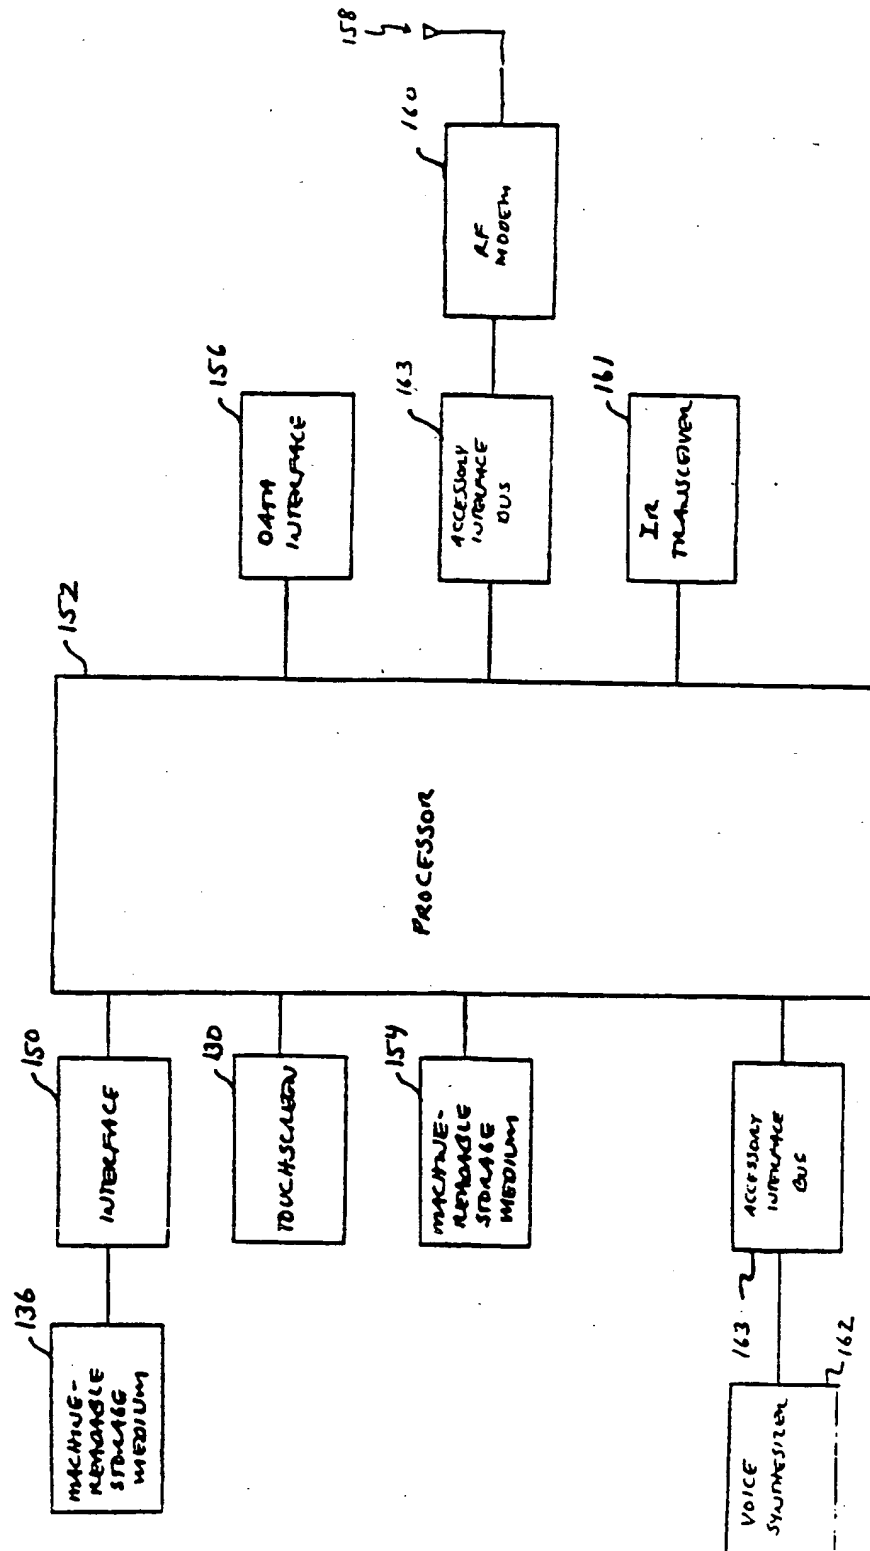 136
MACHINE-
READABLE
STORAGE
MEDIUM
150
INTERFACE
130
TOUCHSCREEN
154
MACHINE-
READABLE
STORAGE
MEDIUM
163
ACCESSORY
INTERFACE
BUS
162
VOICE
SYNTHESIZER
152
PROCESSOR
156
DATA
INTERFACE
163
ACCESSORY
INTERFACE
BUS
161
IR
TRANSCEIVER
160
RF
MODEM
158